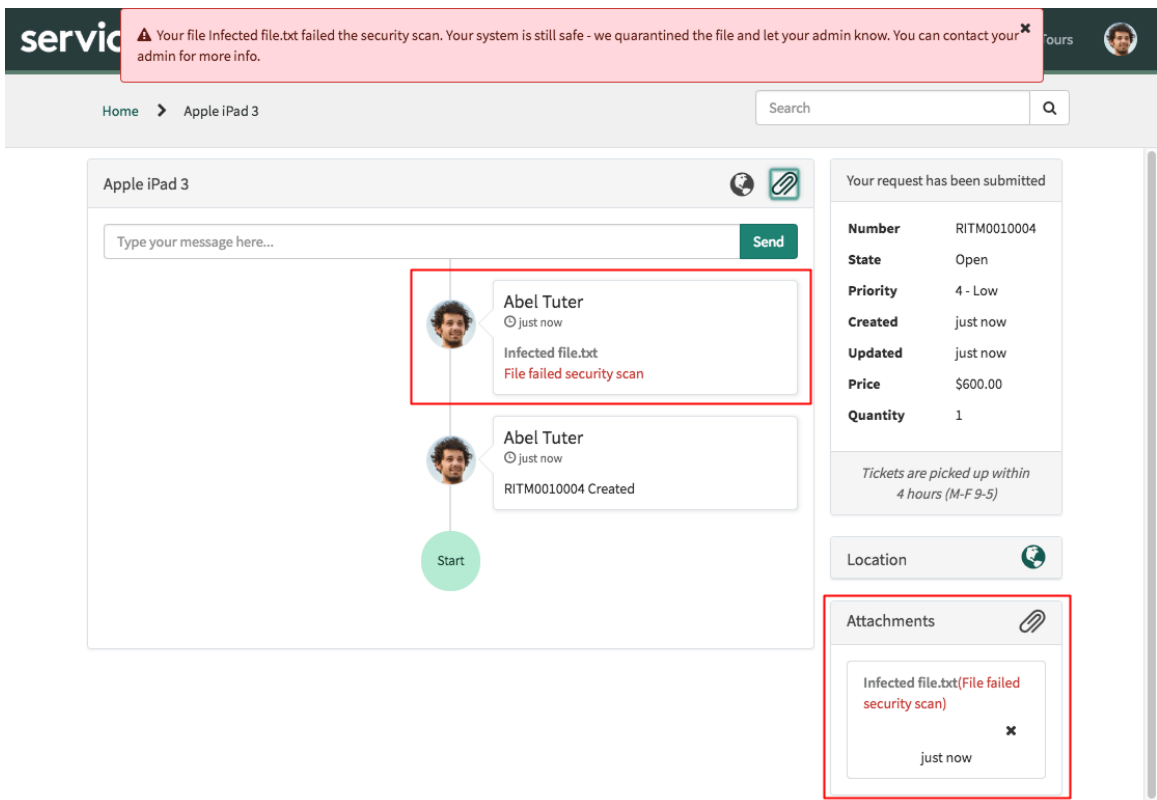 servic
Your file Infected file.txt failed the security scan. Your system is still safe - we quarantined the file and let your
admin for more info.
admin know. You can contact your
Tours
Home
Apple iPad 3
Search
Apple iPad 3
Type your message here...
Send
Abel Tuter
just now
Infected file.txt
File failed security scan
Abel Tuter
just now
RITM0010004 Created
Start
Your request has been submitted
Number RITM0010004
State Open
Priority 4 - Low
Created just now
Updated just now
Price $600.00
Quantity 1
Tickets are picked up within
4 hours (M-F 9-5)
Location
Attachments
Infected file.txt(File failed
security scan)
just now